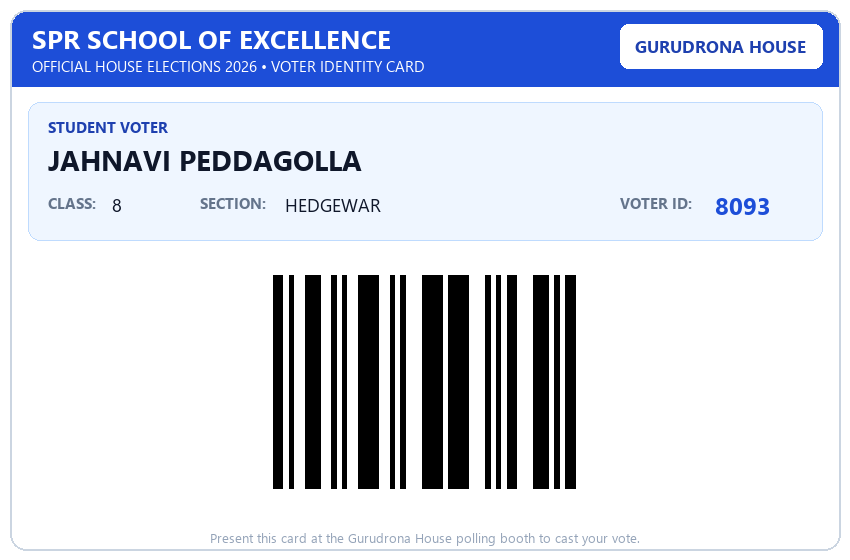 SPR SCHOOL OF EXCELLENCE
OFFICIAL HOUSE ELECTIONS 2026 • VOTER IDENTITY CARD
GURUDRONA HOUSE
STUDENT VOTER
JAHNAVI PEDDAGOLLA
CLASS: 8 SECTION: HEDGEWAR VOTER ID: 8093
Present this card at the Gurudrona House polling booth to cast your vote.